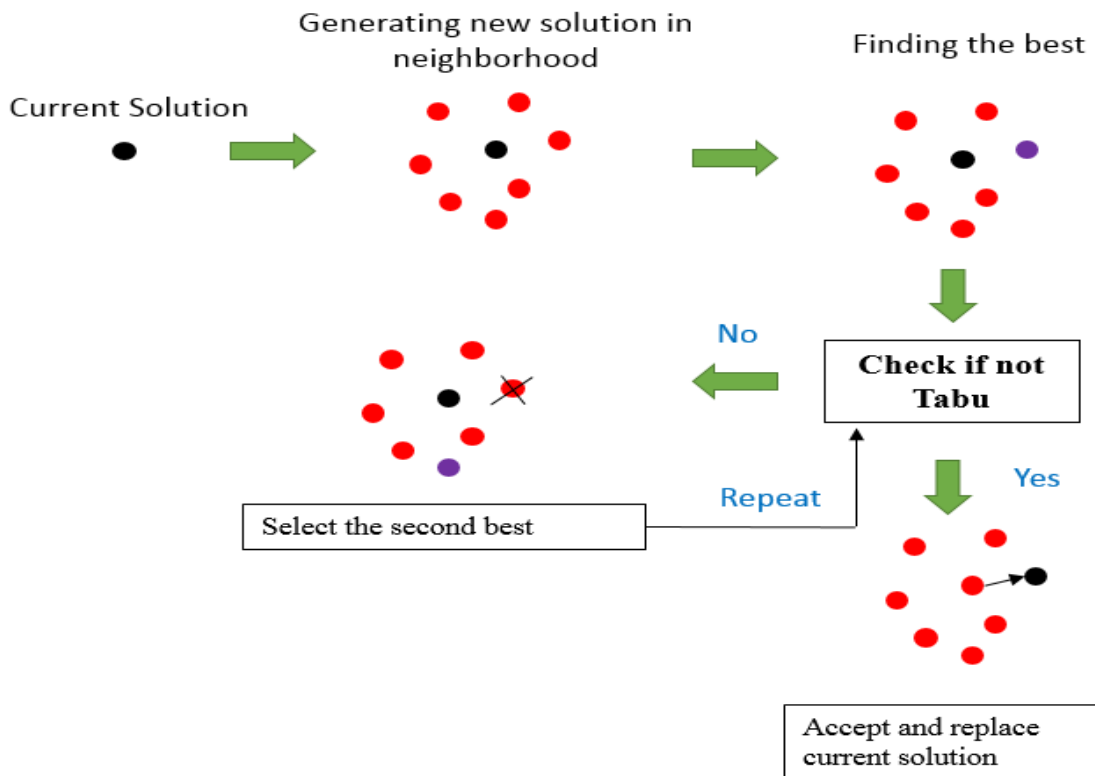 Generating new solution in
neighborhood
Finding the best
Current Solution
No
Check if not
Tabu
Yes
Repeat
Select the second best
Accept and replace
current solution